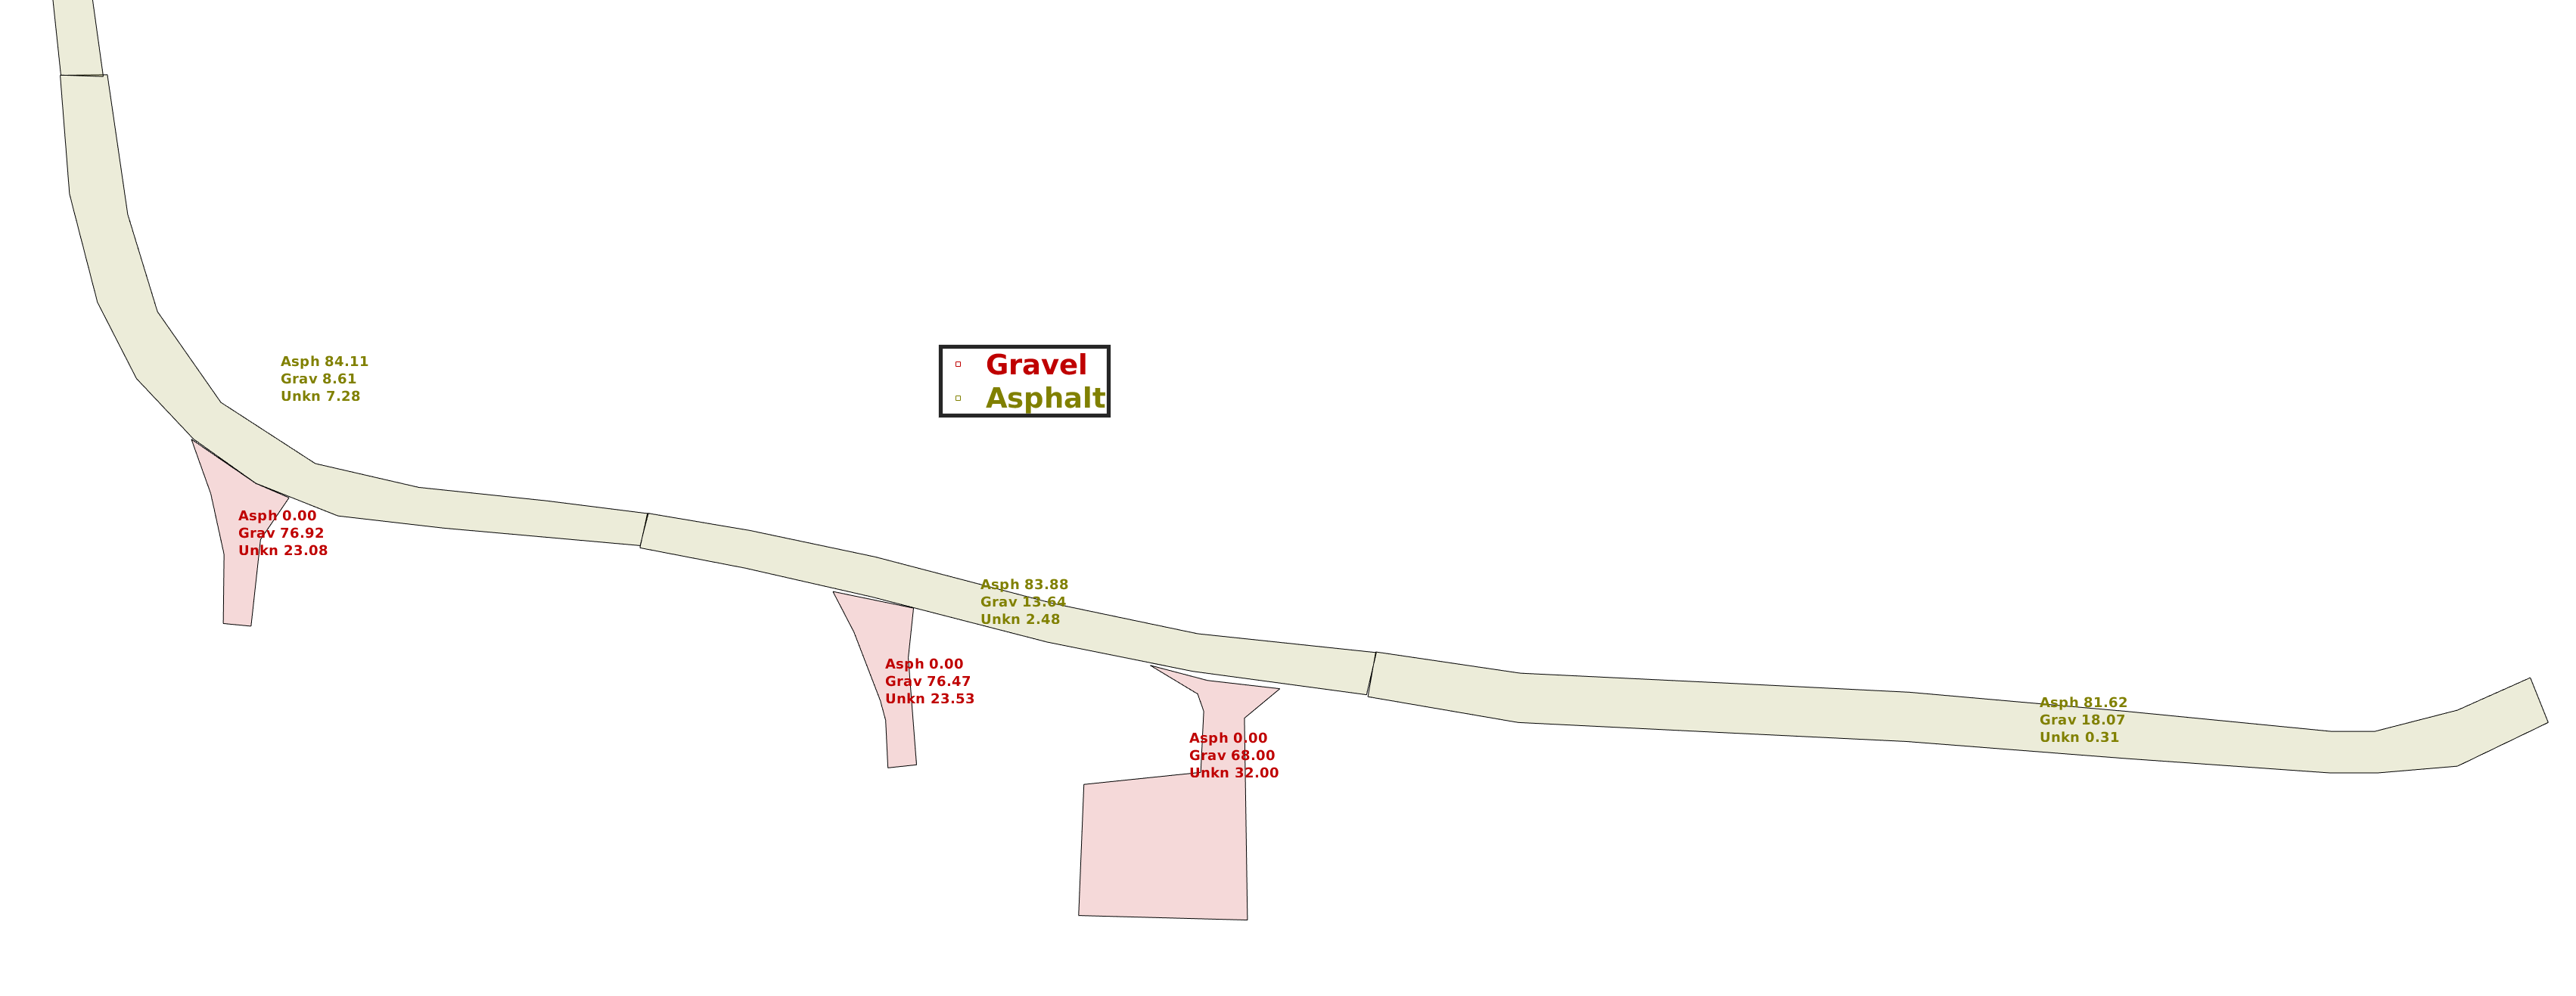 Asph 84.11
Grav 8.61
Unkn 7.28
Gravel
Asphalt
Asph 0.00
Grav 76.92
Unkn 23.08
Asph 83.88
Grav 13.64
Unkn 2.48
Asph 0.00
Grav 76.47
Unkn 23.53
Asph 0.00
Grav 68.00
Unkn 32.00
Asph 81.62
Grav 18.07
Unkn 0.31